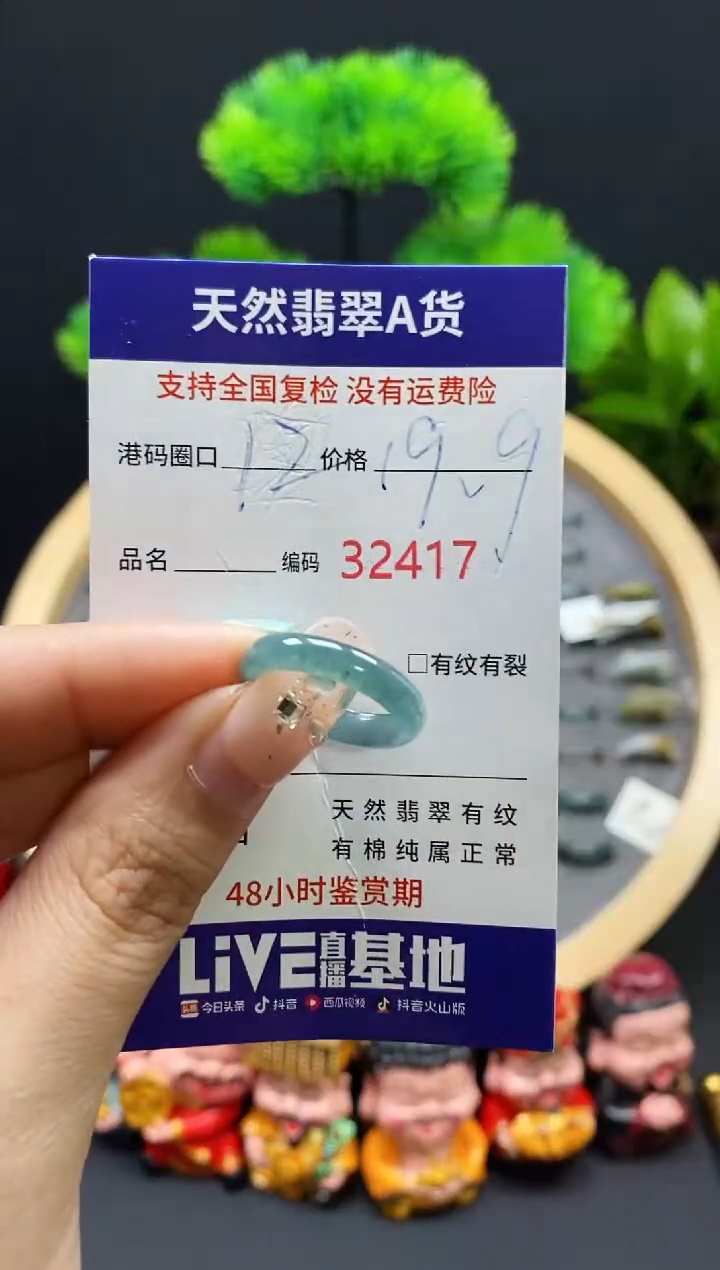 天然翡翠A货
支持全国复检 没有运费险
港码圈口 12 价格 19.9
品名 编码 32417
□有纹有裂
天然翡翠有纹
有棉纯属正常
48小时鉴赏期
LiVE直播基地
头条 今日头条 抖音 西瓜视频 抖音火山版